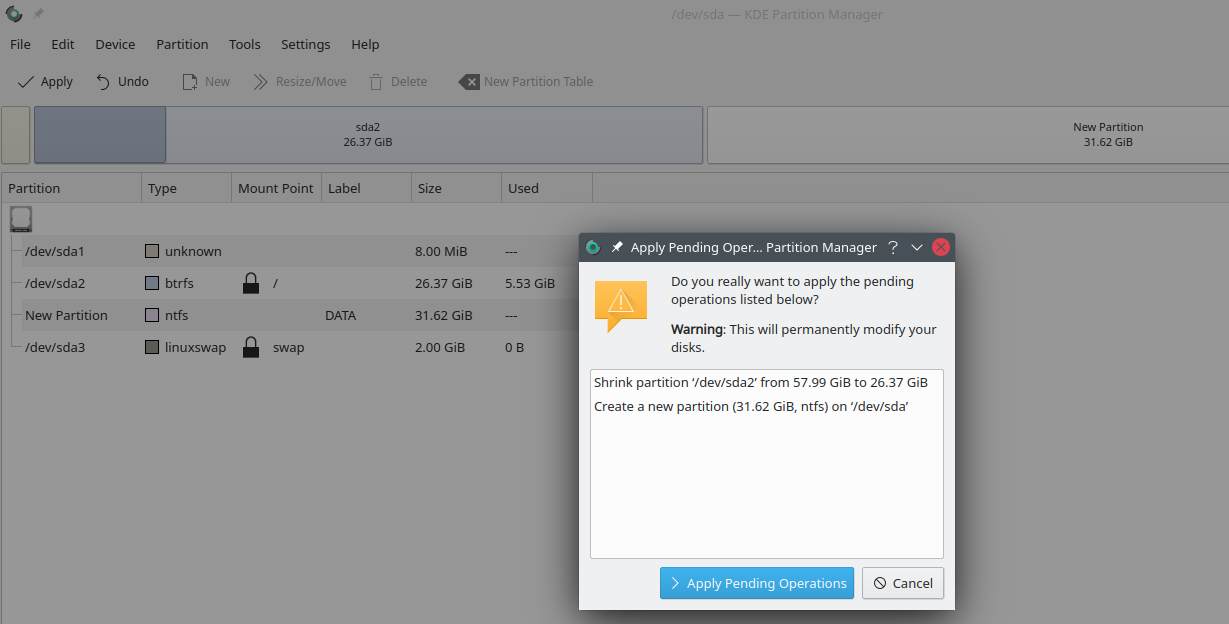 /dev/sda — KDE Partition Manager
File Edit Device Partition Tools Settings Help
Apply Undo New Resize/Move Delete New Partition Table
sda2
26.37 GiB
New Partition
31.62 GiB
Partition Type Mount Point Label Size Used
/dev/sda1 unknown 8.00 MiB ---
/dev/sda2 btrfs / 26.37 GiB 5.53 GiB
New Partition ntfs DATA 31.62 GiB ---
/dev/sda3 linuxswap swap 2.00 GiB 0 B
Apply Pending Oper... Partition Manager ?
Do you really want to apply the pending
operations listed below?
Warning: This will permanently modify your
disks.
Shrink partition ‘/dev/sda2’ from 57.99 GiB to 26.37 GiB
Create a new partition (31.62 GiB, ntfs) on ‘/dev/sda’
Apply Pending Operations Cancel